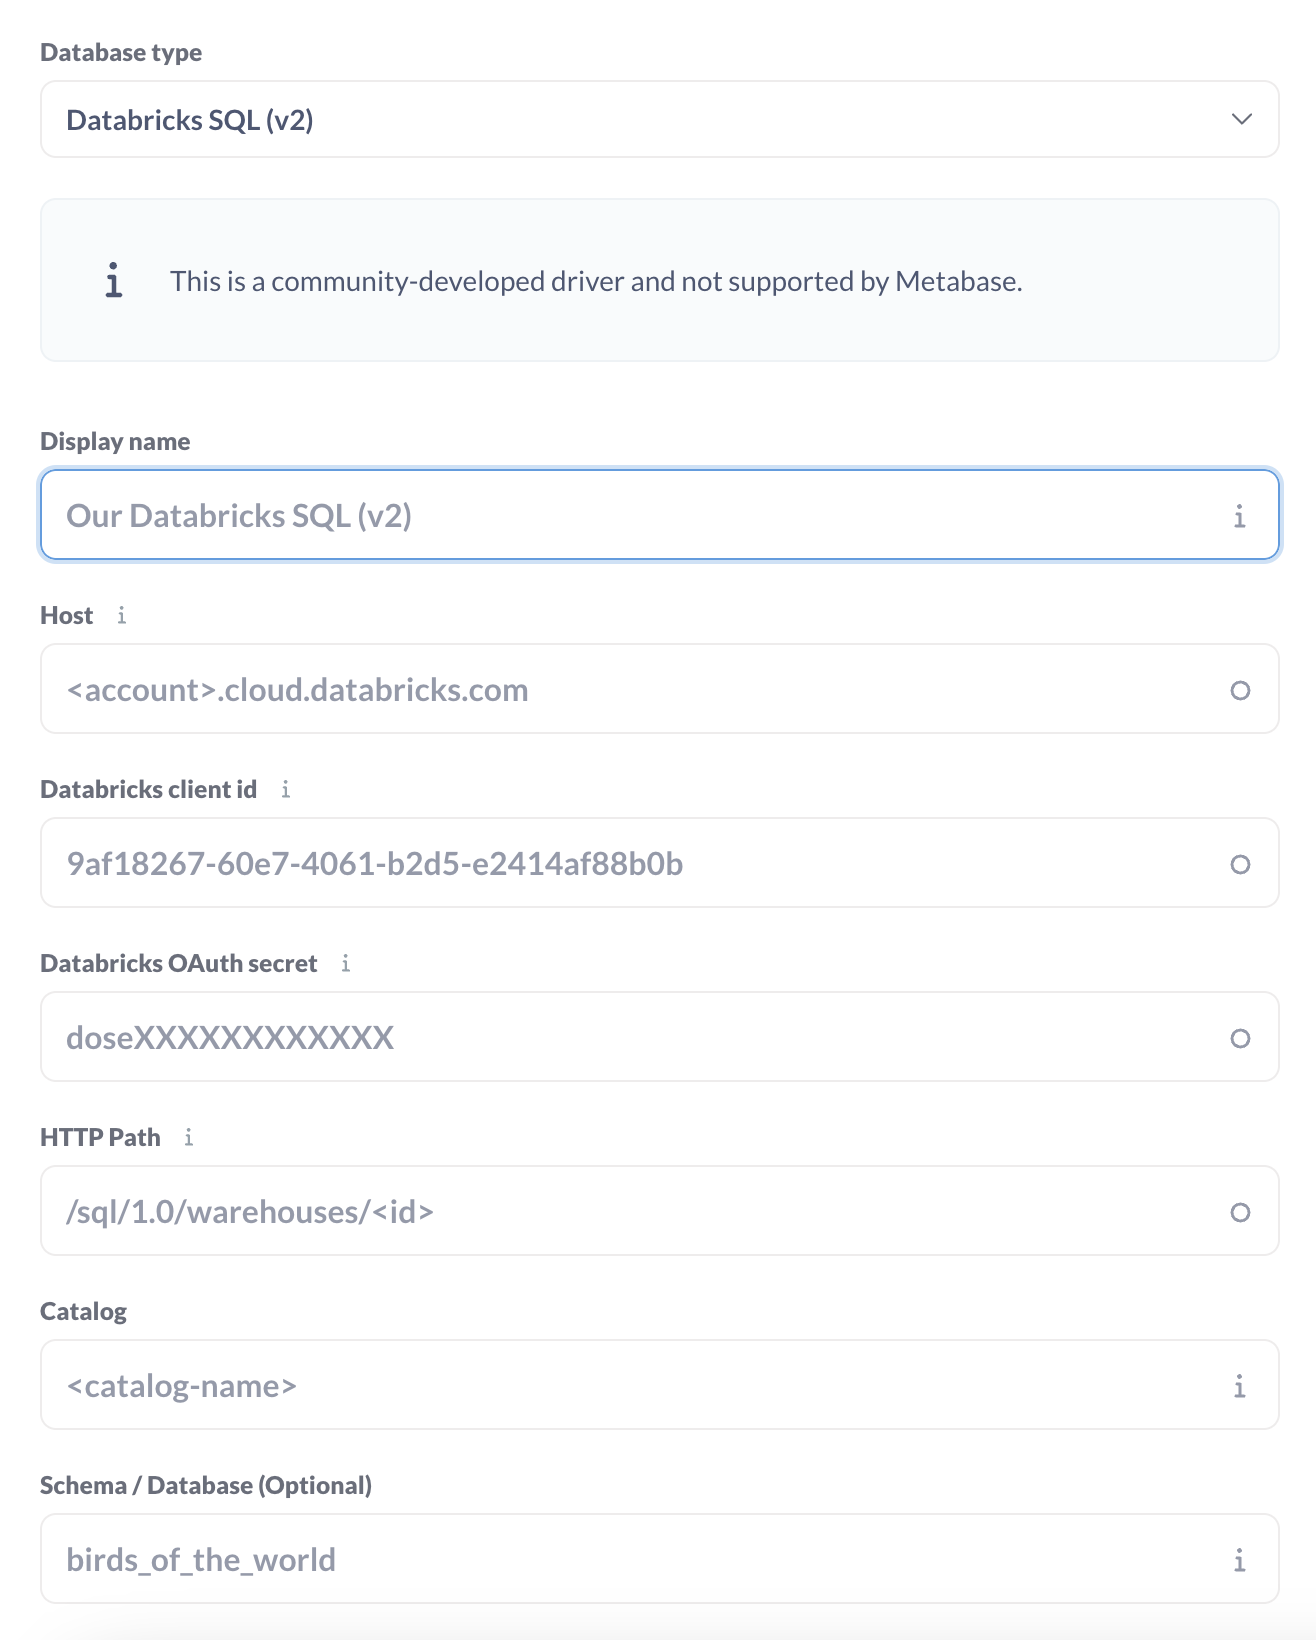 Database type
Databricks SQL (v2)
This is a community-developed driver and not supported by Metabase.
Display name
Our Databricks SQL (v2)
Host
<account>.cloud.databricks.com
Databricks client id
9af18267-60e7-4061-b2d5-e2414af88b0b
Databricks OAuth secret
doseXXXXXXXXXXXX
HTTP Path
/sql/1.0/warehouses/<id>
Catalog
<catalog-name>
Schema / Database (Optional)
birds_of_the_world